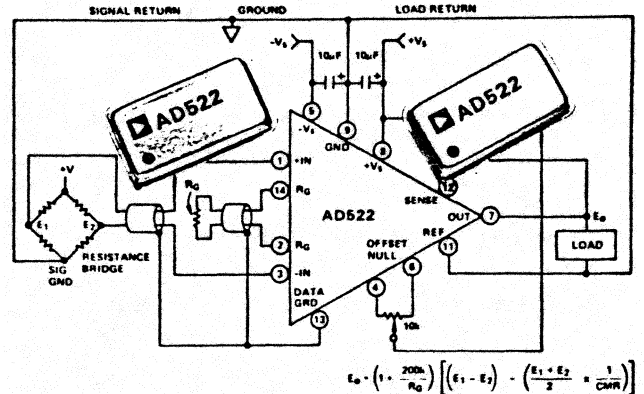 SIGNAL RETURN
GROUND
LOAD RETURN
-Vs
+Vs
10µF
10µF
AD522
AD522
5
9
8
-Vs
GND
+Vs
1
+IN
+V
RG
14
RG
AD522
12
SENSE
OUT
7
Eo
E1
E2
2
RG
OFFSET
NULL
REF
11
LOAD
RESISTANCE
BRIDGE
SIG
GND
3
-IN
DATA
GRD
13
4
6
10k
Eo = (1 + 200k / RG) [(E1 - E2) - (E1 + E2 / 2 x 1 / CMR)]